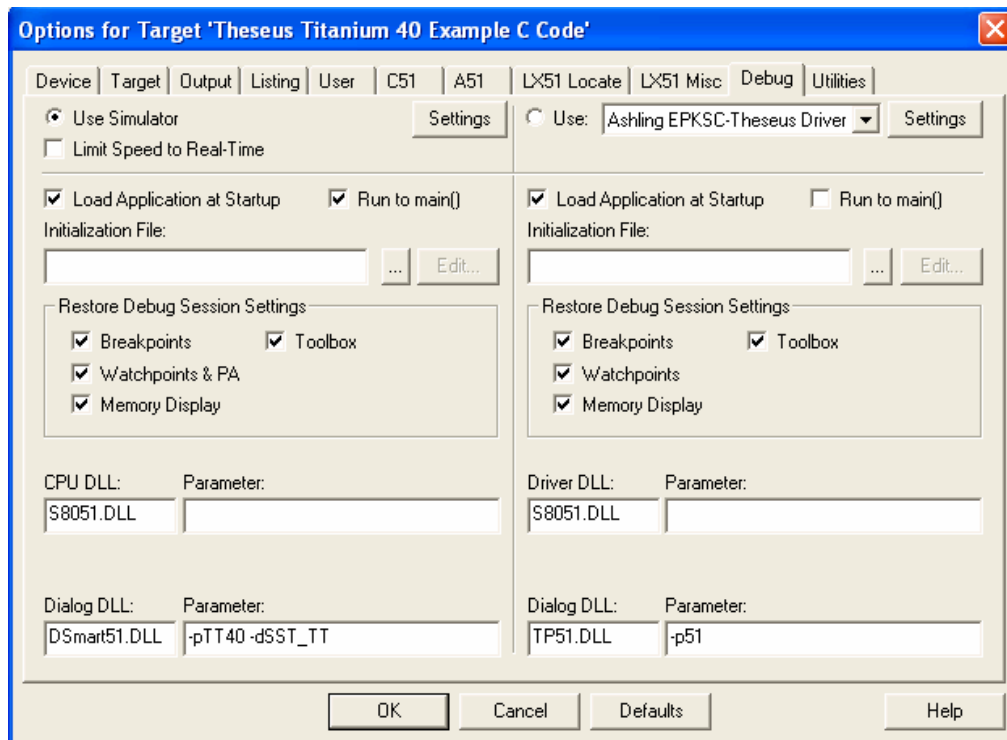 Options for Target 'Theseus Titanium 40 Example C Code'
Device Target Output Listing User C51 A51 LX51 Locate LX51 Misc Debug Utilities
Use Simulator Settings Use: Ashling EPKSC-Theseus Driver Settings
Limit Speed to Real-Time
Load Application at Startup Run to main() Load Application at Startup Run to main()
Initialization File: Initialization File:
... Edit... ... Edit...
Restore Debug Session Settings Restore Debug Session Settings
Breakpoints Toolbox Breakpoints Toolbox
Watchpoints & PA Watchpoints
Memory Display Memory Display
CPU DLL: Parameter: Driver DLL: Parameter:
S8051.DLL S8051.DLL
Dialog DLL: Parameter: Dialog DLL: Parameter:
DSmart51.DLL -pTT40 -dSST_TT TP51.DLL -p51
OK Cancel Defaults Help